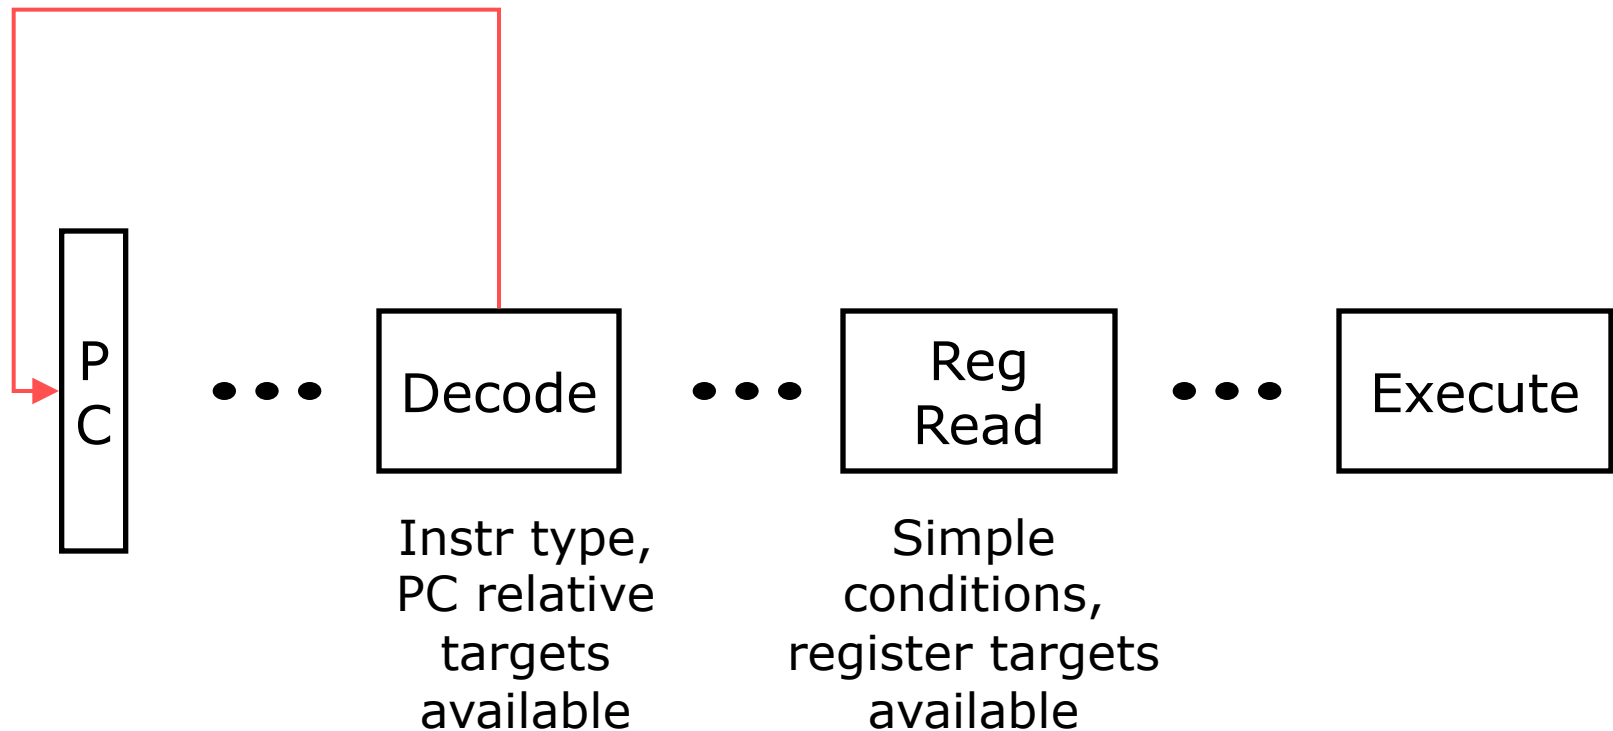 P
C
Decode
Reg
Read
Execute
Instr type,
PC relative
targets
available
Simple
conditions,
register targets
available